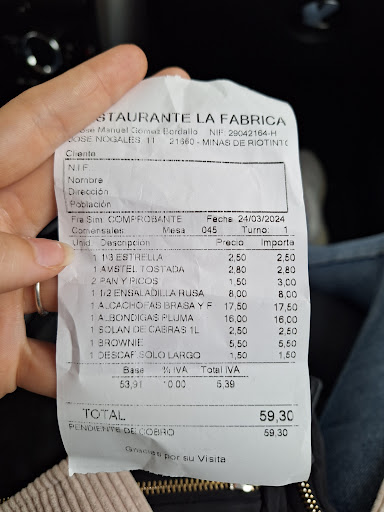 STAURANTE LA FABRICA
Jose Manuel Gomez Bordallo NIF: 29042164-H
JOSE NOGALES, 11 21660 - MINAS DE RIOTINTO
Cliente
N.I.F.
Nombre
Dirección
Población
Fra.Sim. COMPROBANTE Fecha 24/03/2024
Comensales Mesa 045 Turno: 1
Unid Descripcion Precio Importe
1 1/3 ESTRELLA 2,50 2,50
1 AMSTEL TOSTADA 2,80 2,80
2 PAN Y PICOS 1,50 3,00
1 1/2 ENSALADILLA RUSA 8,00 8,00
1 ALCACHOFAS BRASA Y F 17,50 17,50
1 ALBONDIGAS PLUMA 16,00 16,00
1 SOLAN DE CABRAS 1L 2,50 2,50
1 BROWNIE 5,50 5,50
1 DESCAF.SOLO LARGO 1,50 1,50
Base % IVA Total IVA
53,91 10.00 5,39
TOTAL 59,30
PENDIENTE DE COBRO 59,30
Gracias por su Visita